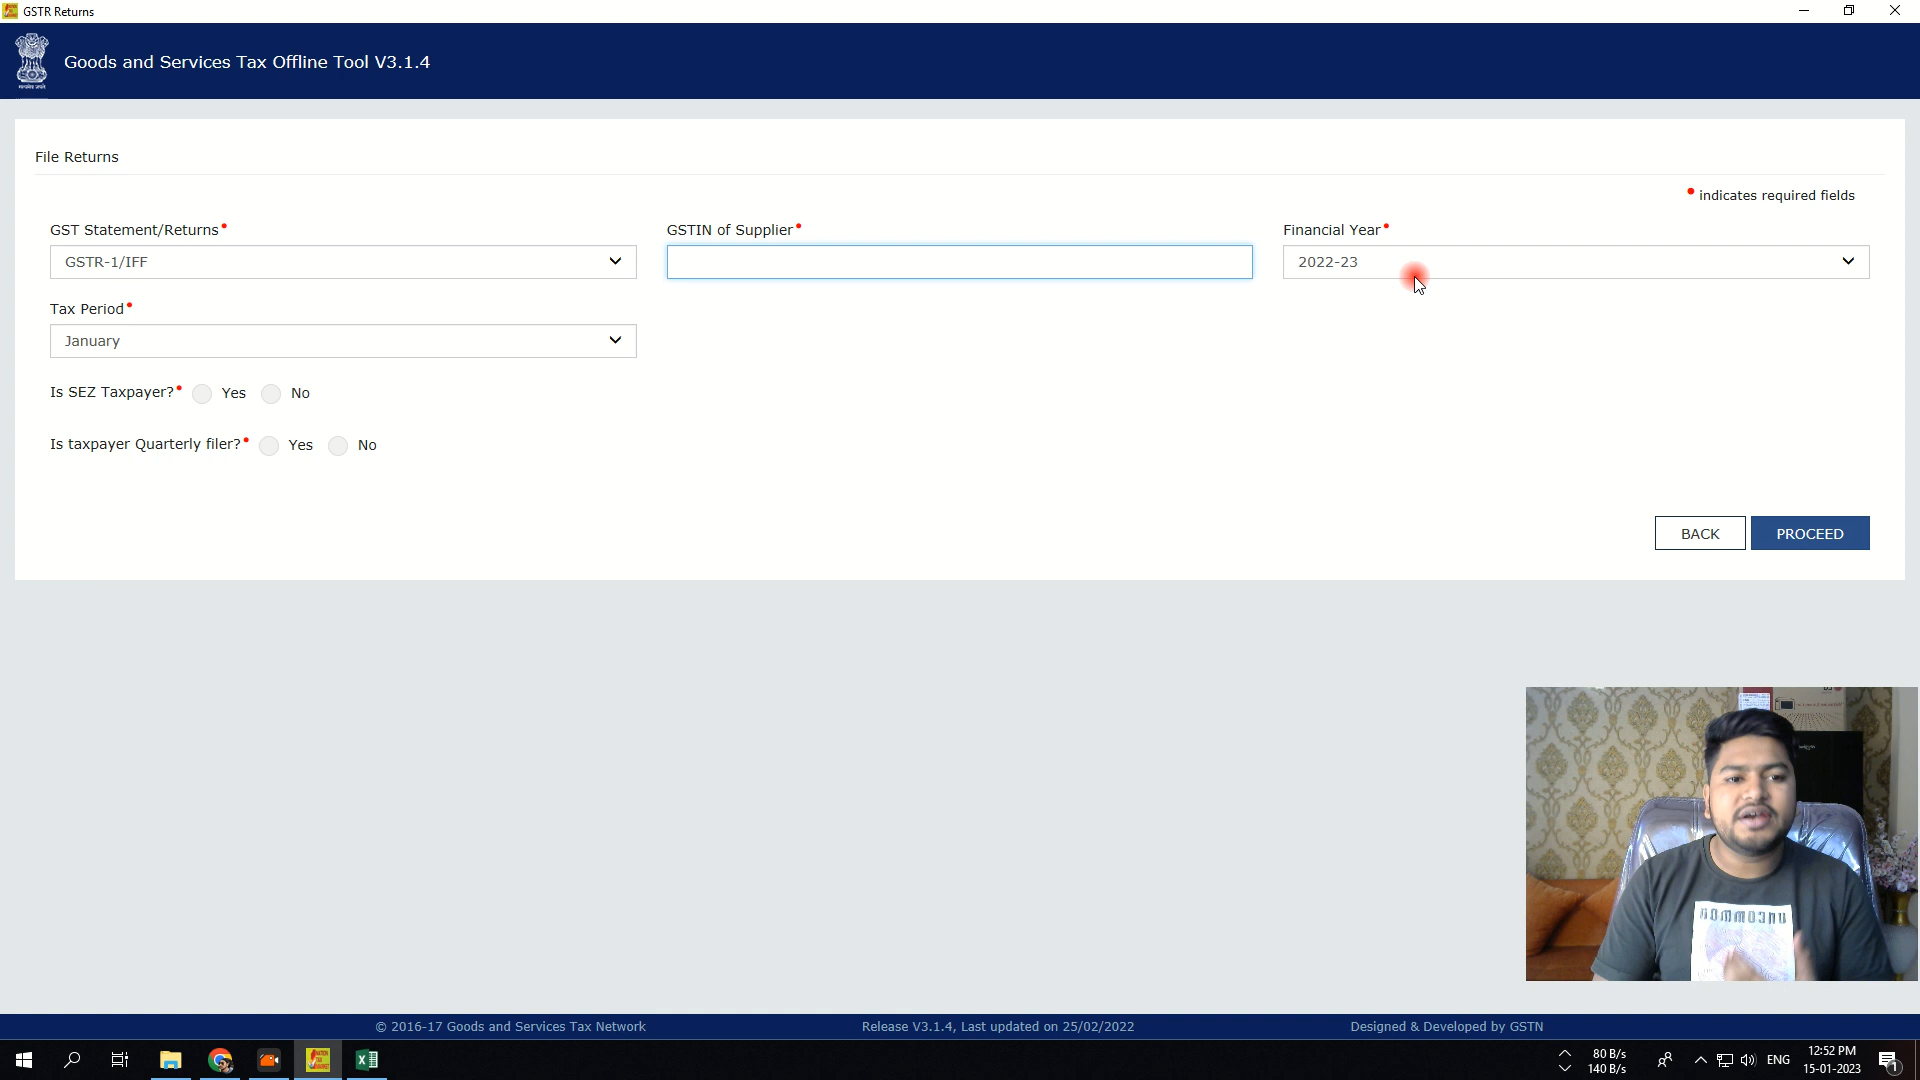 GSTR Returns
Goods and Services Tax Offline Tool V3.1.4
File Returns
• indicates required fields
GST Statement/Returns•
GSTR-1/IFF
GSTIN of Supplier•
Financial Year•
2022-23
Tax Period•
January
Is SEZ Taxpayer?• Yes No
Is taxpayer Quarterly filer?• Yes No
BACK
PROCEED
© 2016-17 Goods and Services Tax Network
Release V3.1.4, Last updated on 25/02/2022
Designed & Developed by GSTN
80 B/s
140 B/s
ENG
12:52 PM
15-01-2023
1